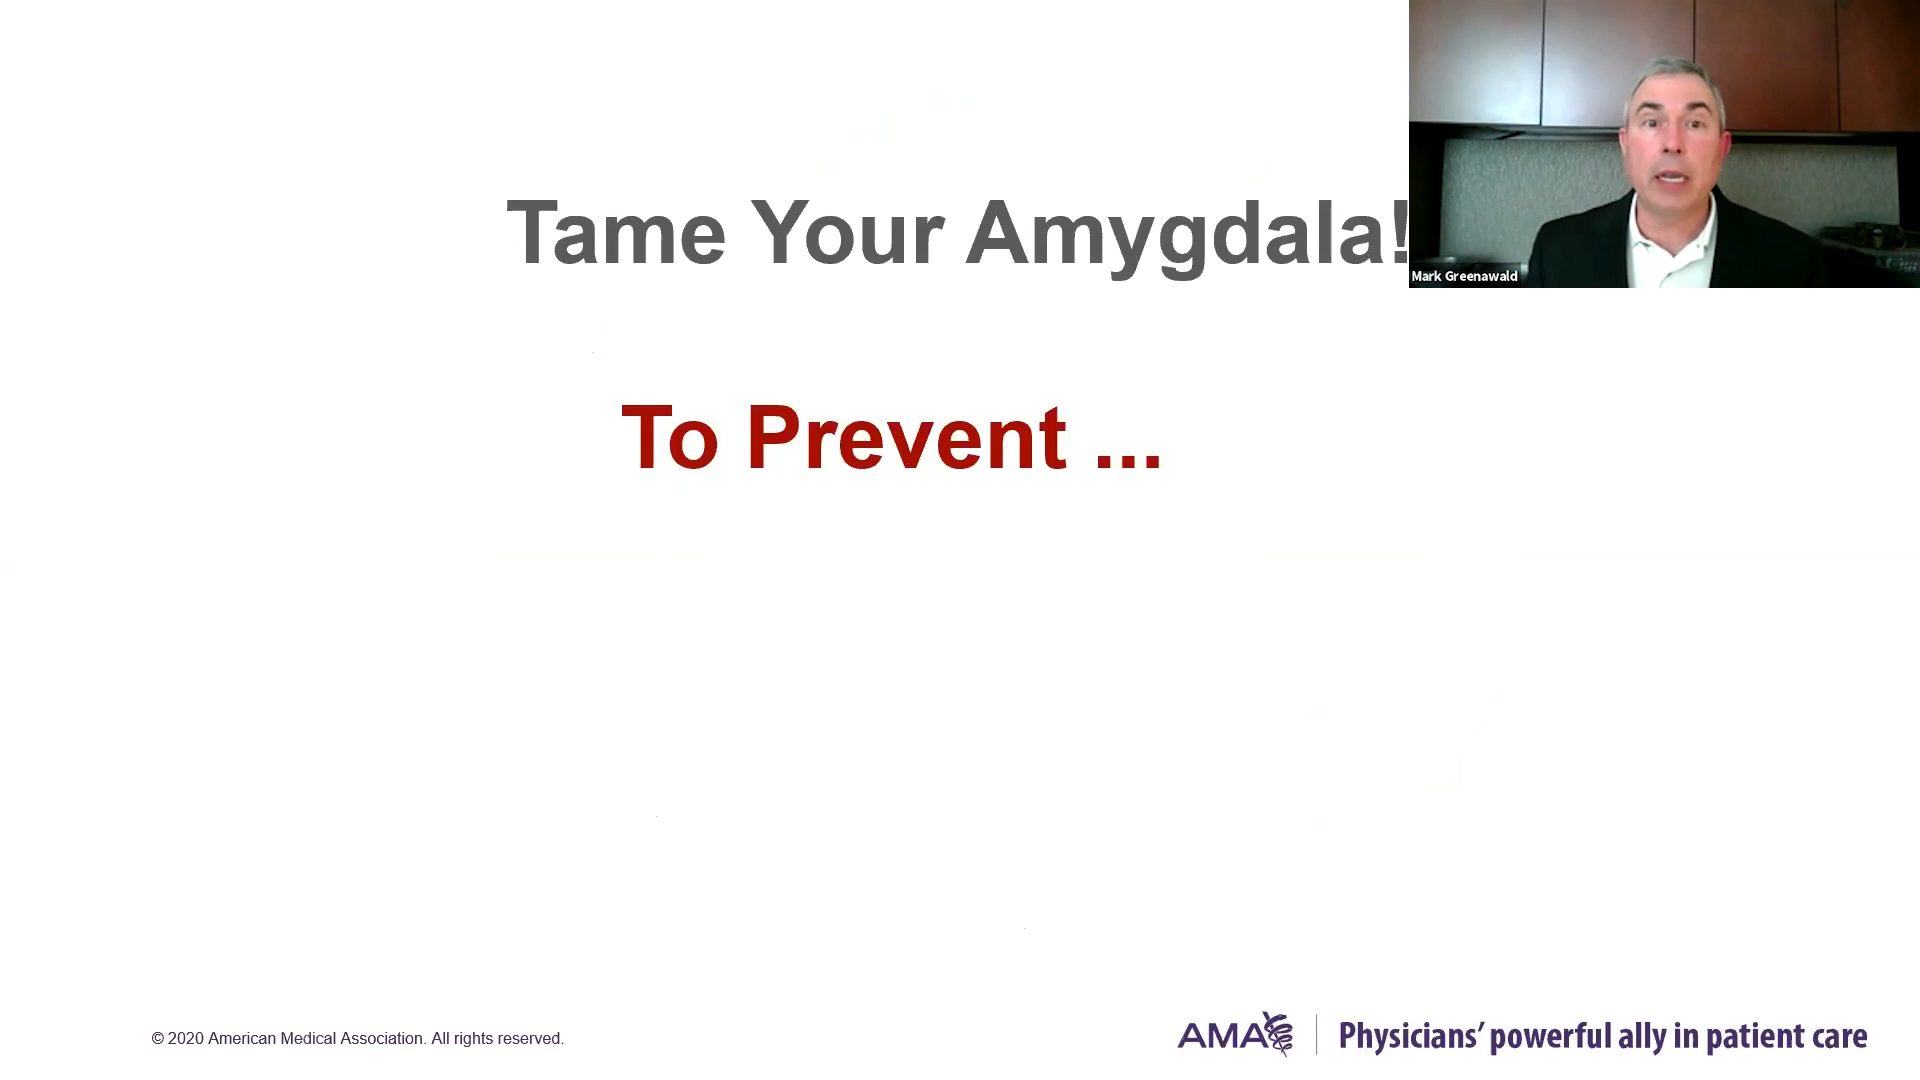 Tame Your Amygdala!
Mark Greenawald
To Prevent ...
© 2020 American Medical Association. All rights reserved.
AMA
Physicians’ powerful ally in patient care